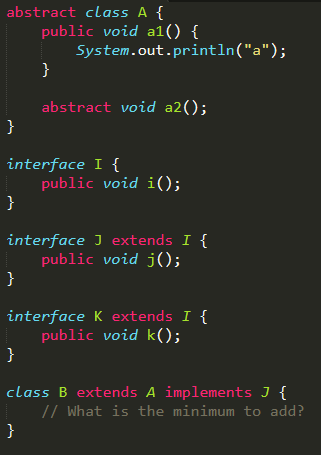 abstract class A {
    public void a1() {
        System.out.println("a");
    }

    abstract void a2();
}

interface I {
    public void i();
}

interface J extends I {
    public void j();
}

interface K extends I {
    public void k();
}

class B extends A implements J {
    // What is the minimum to add?
}